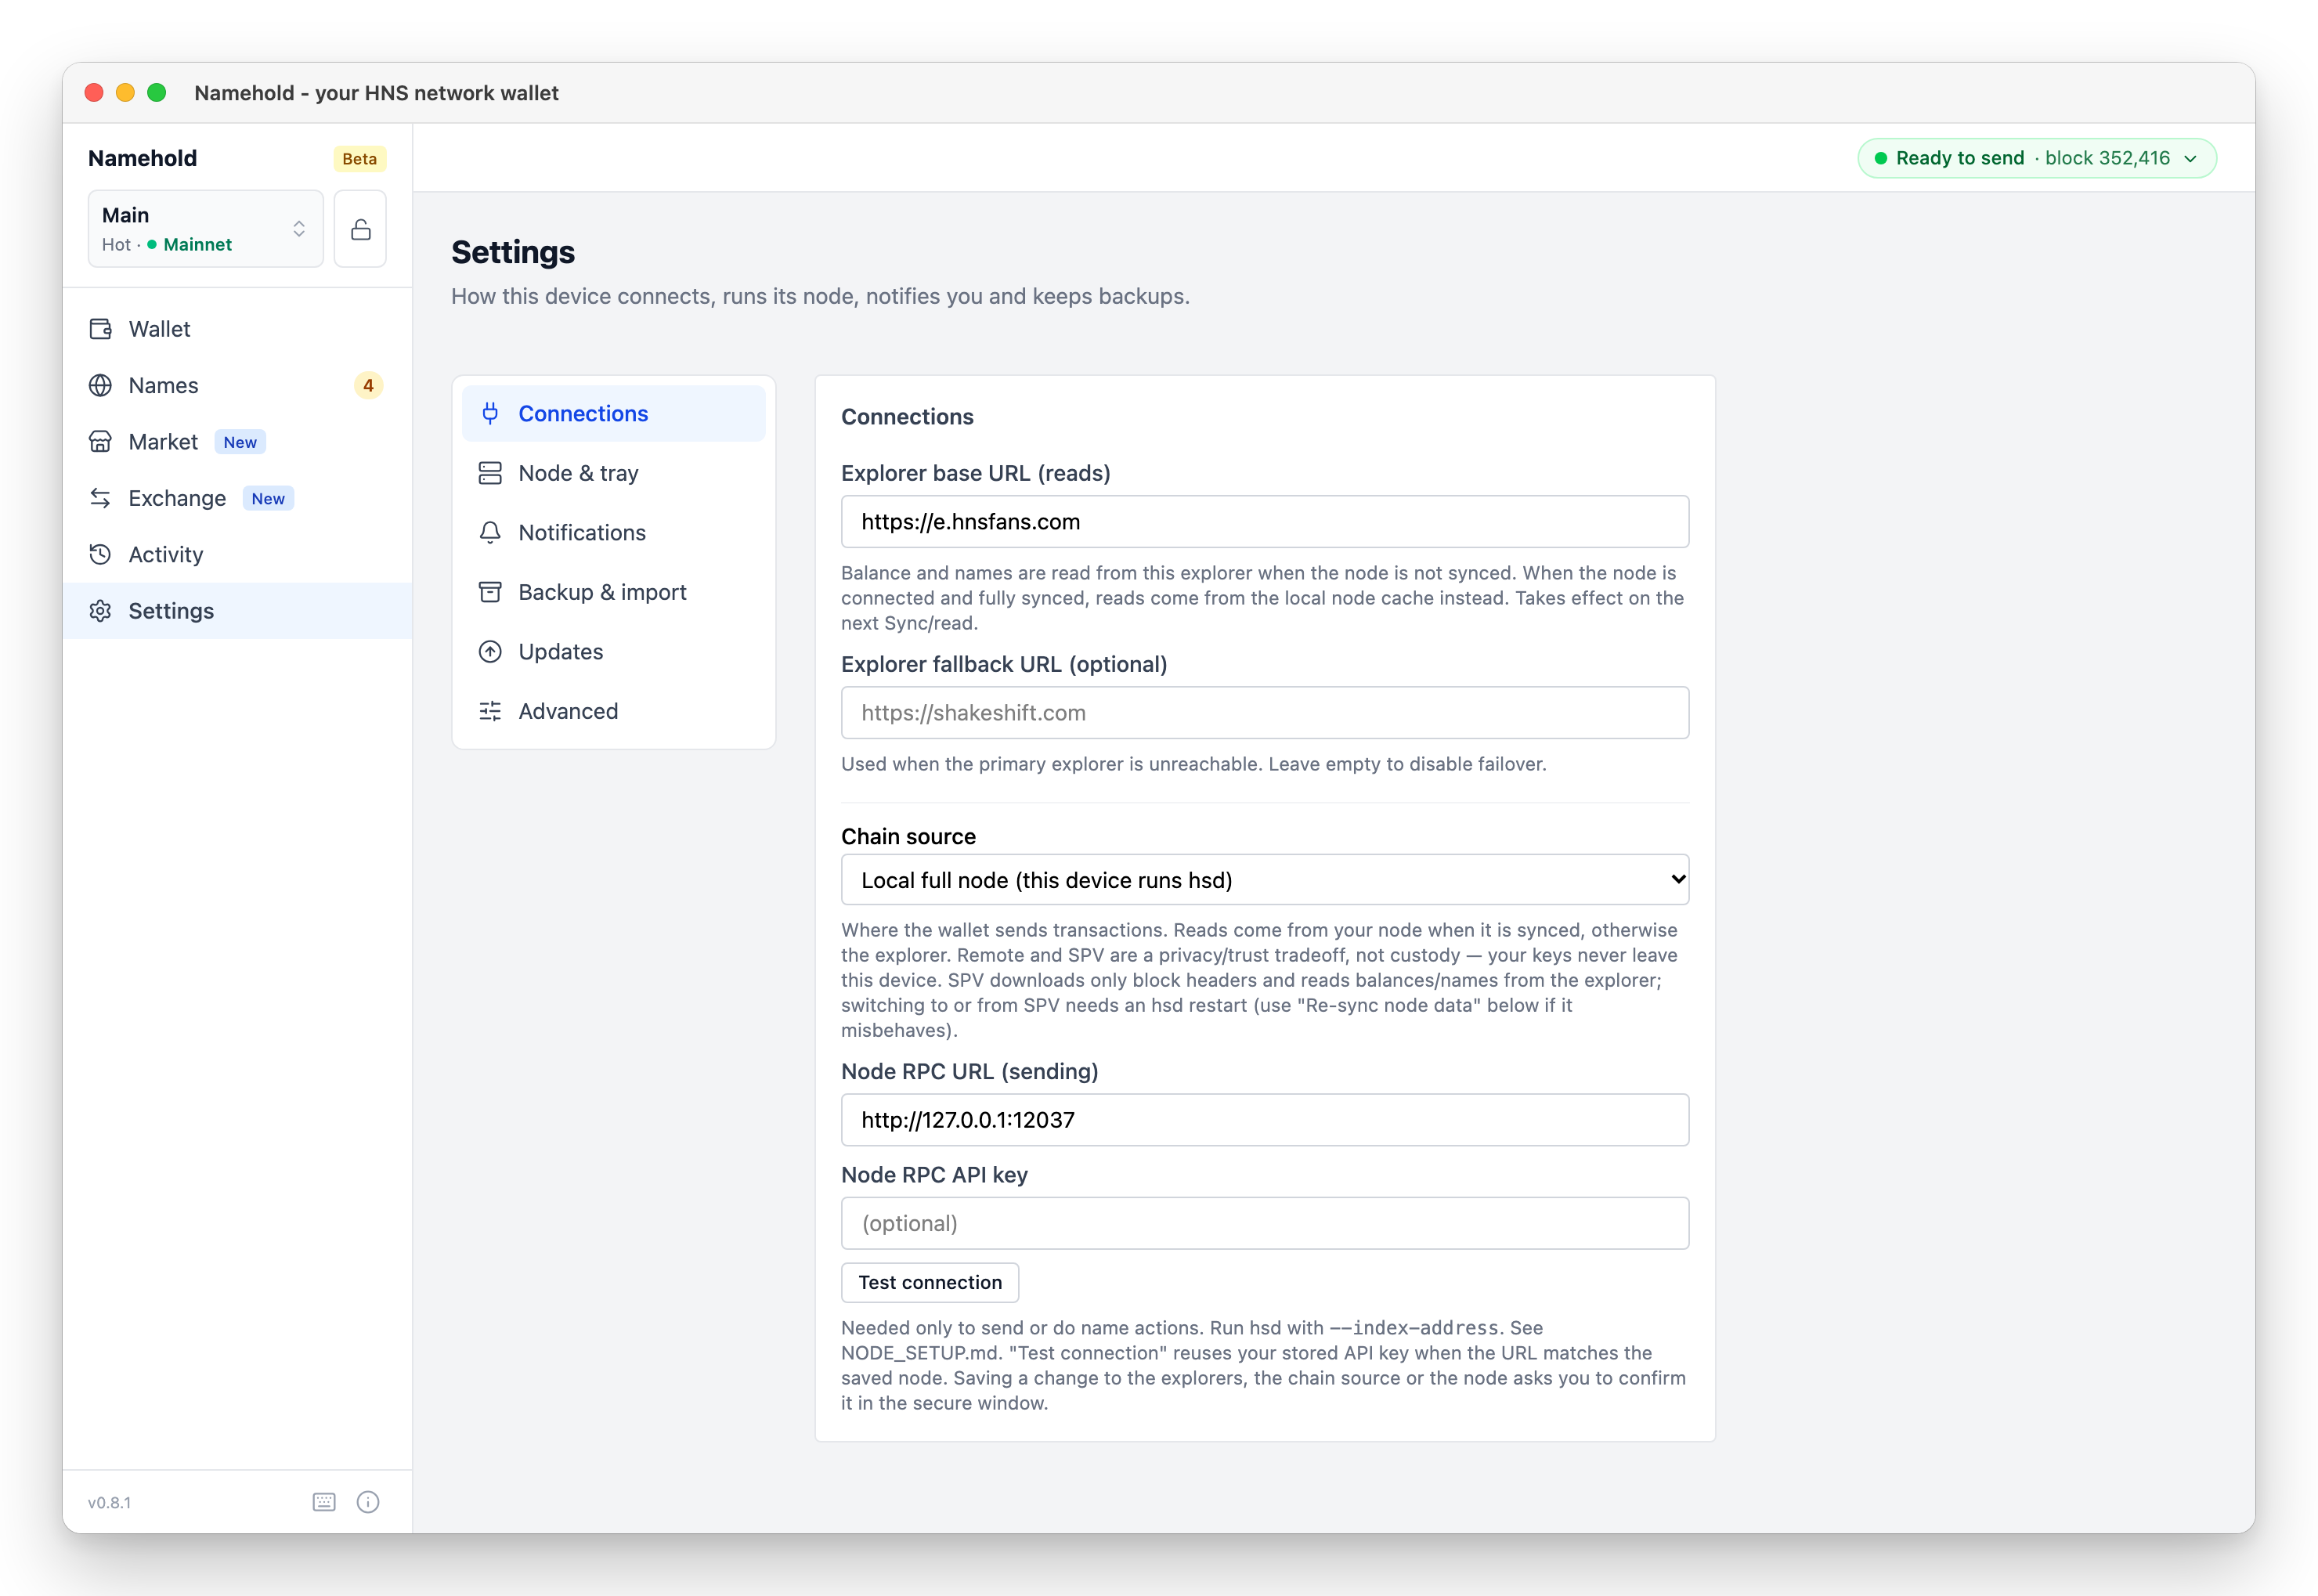 Namehold - your HNS network wallet
Namehold
Beta
Ready to send · block 352,416
Main
Hot · Mainnet
Wallet
Names
4
Market
New
Exchange
New
Activity
Settings
v0.8.1
Settings
How this device connects, runs its node, notifies you and keeps backups.
Connections
Node & tray
Notifications
Backup & import
Updates
Advanced
Connections
Explorer base URL (reads)
https://e.hnsfans.com
Balance and names are read from this explorer when the node is not synced. When the node is
connected and fully synced, reads come from the local node cache instead. Takes effect on the
next Sync/read.
Explorer fallback URL (optional)
https://shakeshift.com
Used when the primary explorer is unreachable. Leave empty to disable failover.
Chain source
Local full node (this device runs hsd)
Where the wallet sends transactions. Reads come from your node when it is synced, otherwise
the explorer. Remote and SPV are a privacy/trust tradeoff, not custody — your keys never leave
this device. SPV downloads only block headers and reads balances/names from the explorer;
switching to or from SPV needs an hsd restart (use "Re-sync node data" below if it
misbehaves).
Node RPC URL (sending)
http://127.0.0.1:12037
Node RPC API key
(optional)
Test connection
Needed only to send or do name actions. Run hsd with --index-address. See
NODE_SETUP.md. "Test connection" reuses your stored API key when the URL matches the
saved node. Saving a change to the explorers, the chain source or the node asks you to confirm
it in the secure window.